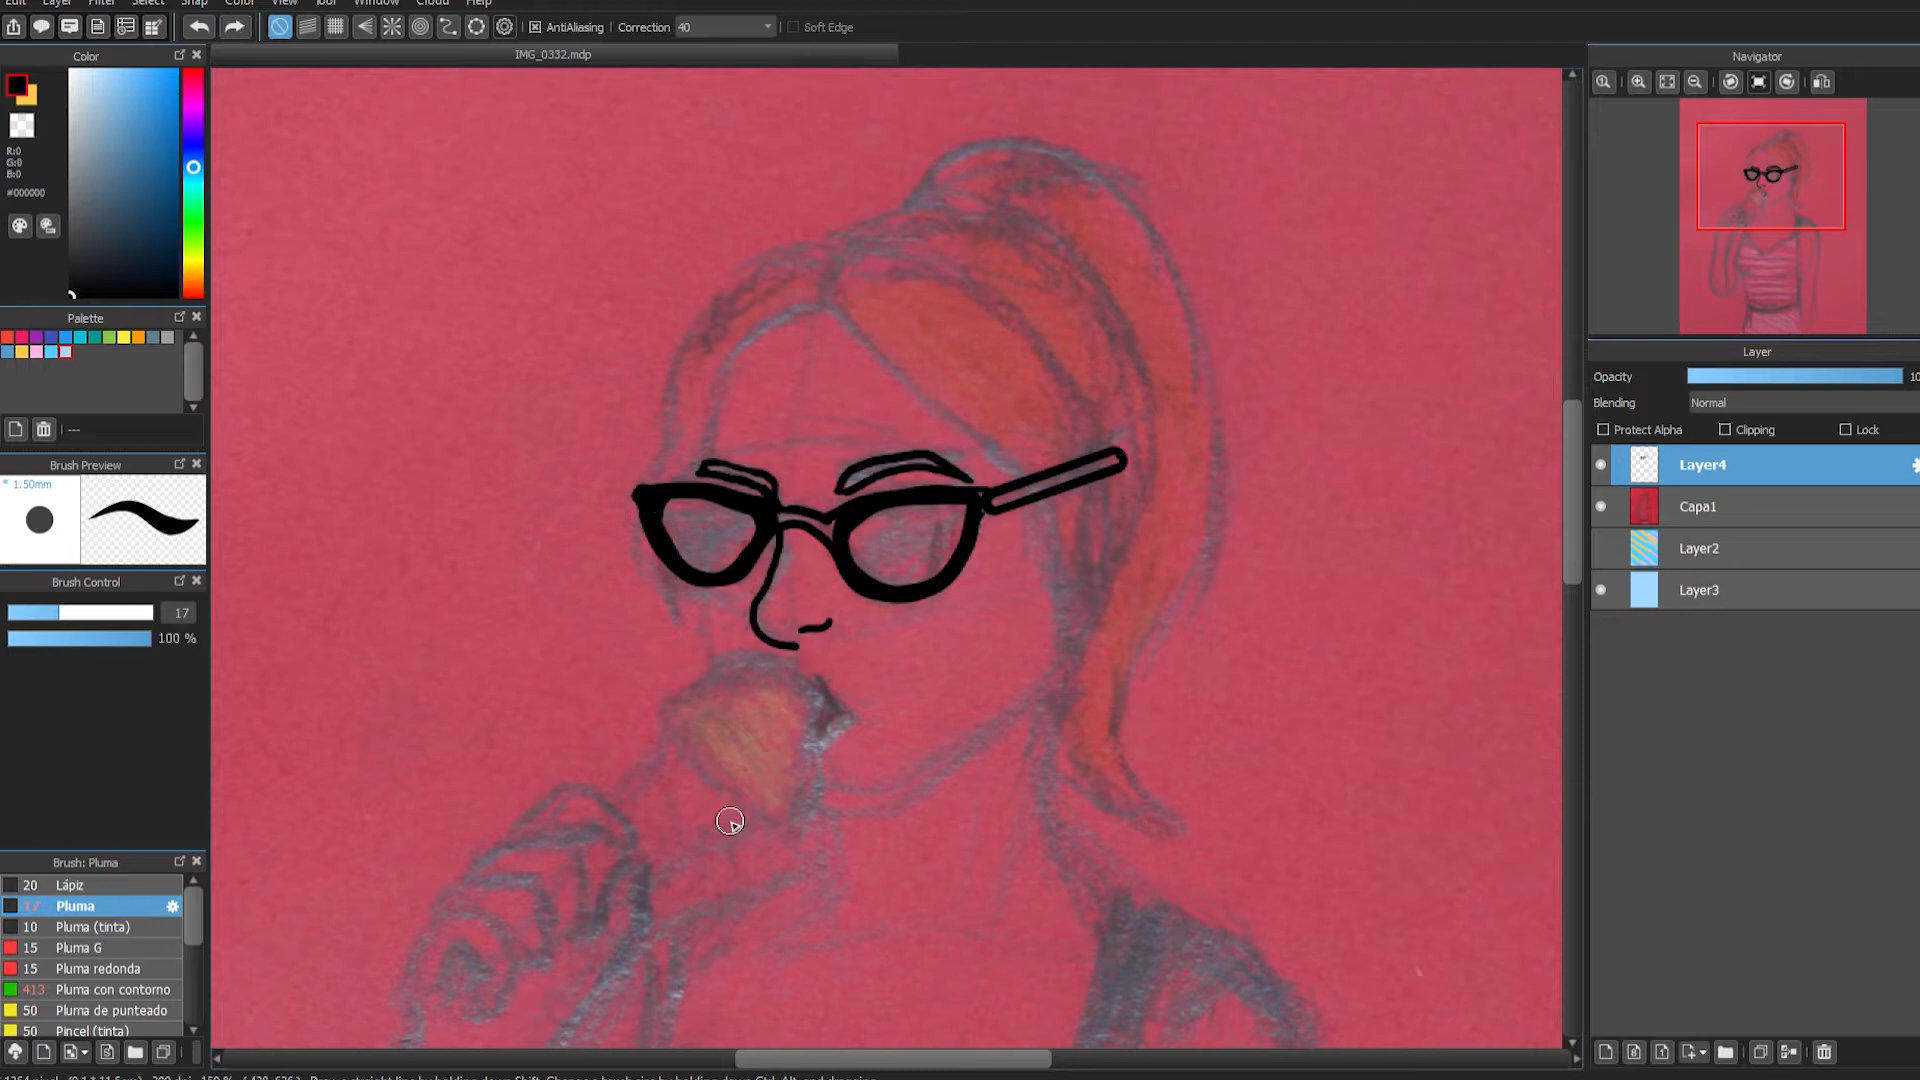 Edit Layer Filter Select Snap Color View Tool Window Cloud Help
AntiAliasing Correction 40 Soft Edge
Color
IMG_0332.mdp
Navigator
R:0
G:0
B:0
#000000
Palette
---
Brush Preview
* 1.50mm
Brush Control
17
100 %
Layer
Opacity 10
Blending Normal
Protect Alpha Clipping Lock
Layer4
Capa1
Layer2
Layer3
Brush: Pluma
20 Lápiz
17 Pluma
10 Pluma (tinta)
15 Pluma G
15 Pluma redonda
413 Pluma con contorno
50 Pluma de punteado
50 Pincel (tinta)